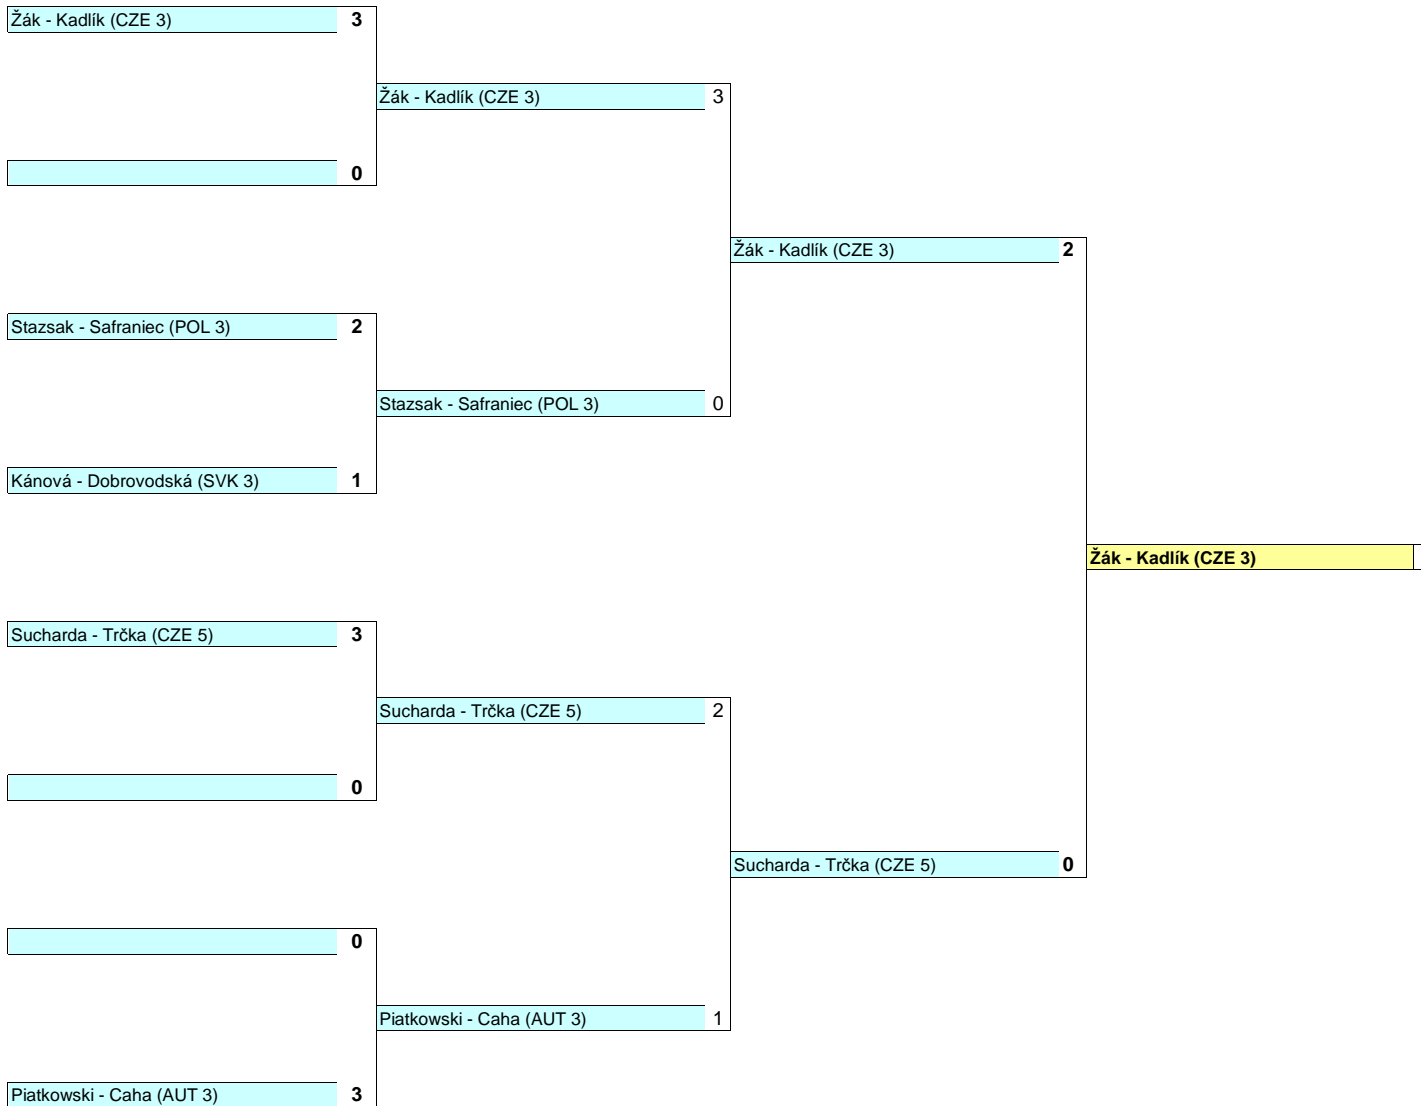 Žák - Kadlík (CZE 3) 3
Žák - Kadlík (CZE 3) 3
0
Žák - Kadlík (CZE 3) 2
Stazsak - Safraniec (POL 3) 2
Stazsak - Safraniec (POL 3) 0
Kánová - Dobrovodská (SVK 3) 1
Žák - Kadlík (CZE 3)
Sucharda - Trčka (CZE 5) 3
Sucharda - Trčka (CZE 5) 2
0
Sucharda - Trčka (CZE 5) 0
0
Piatkowski - Caha (AUT 3) 1
Piatkowski - Caha (AUT 3) 3